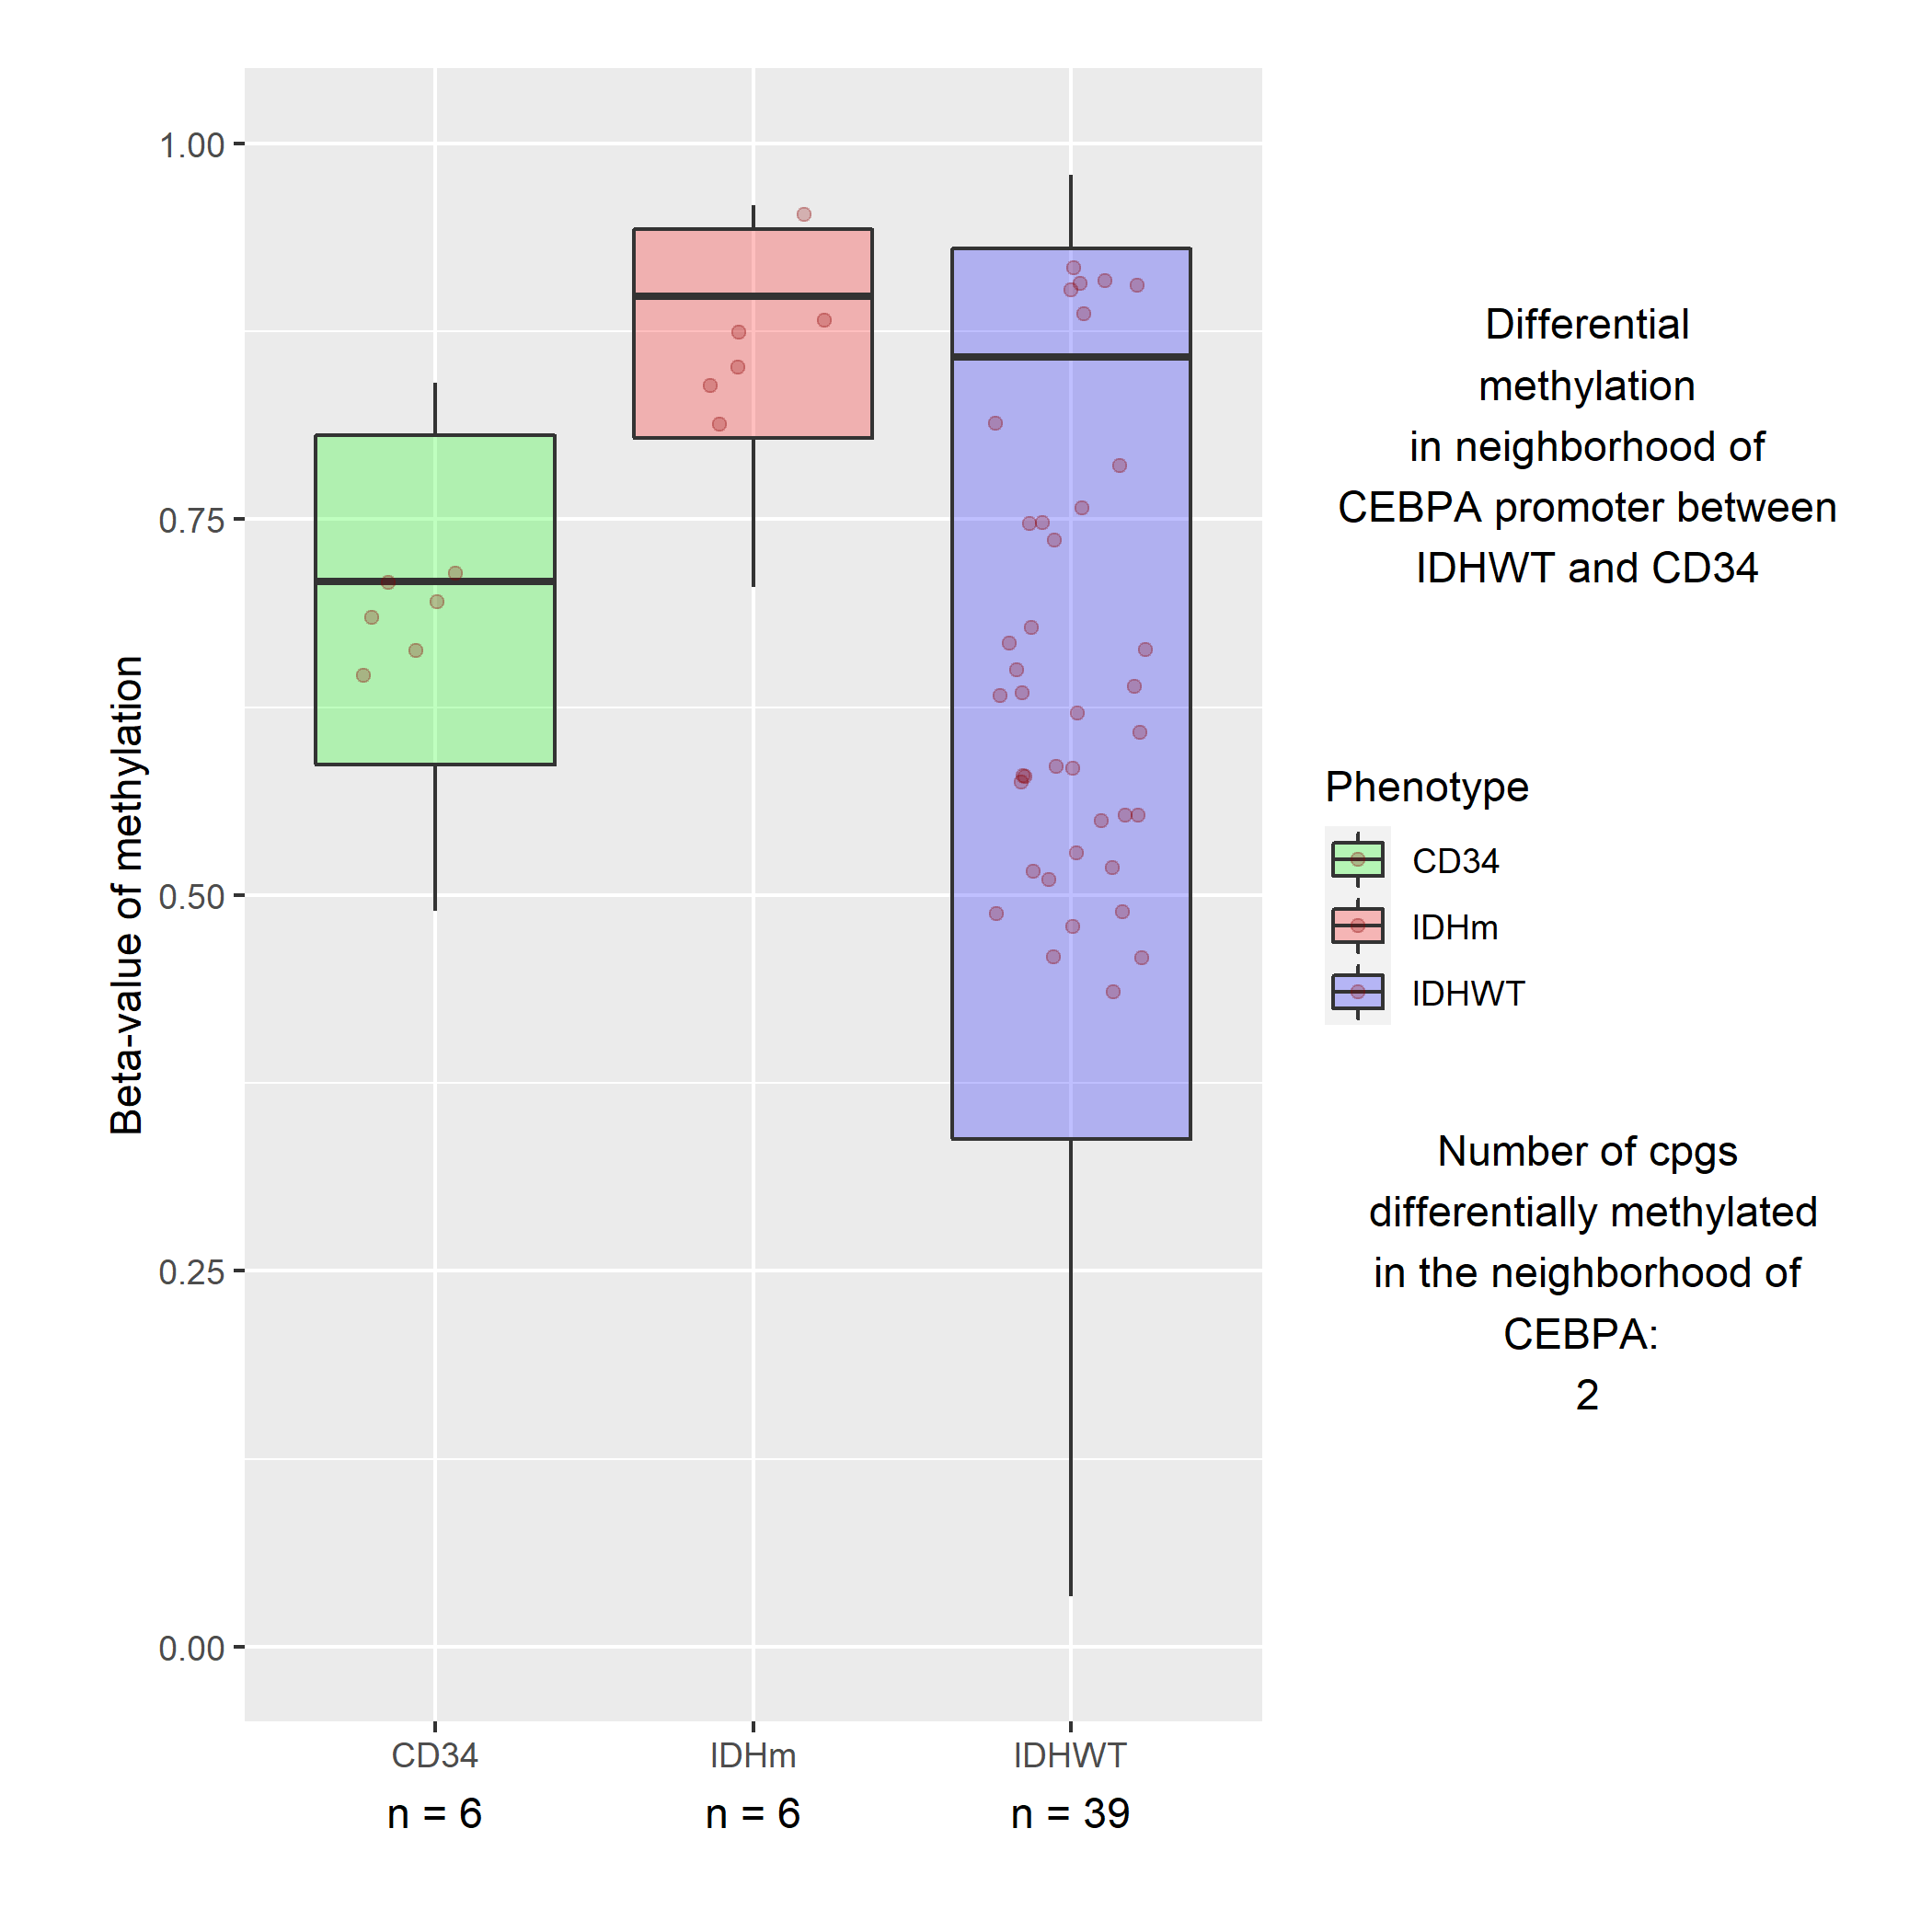 1.00
0.75
0.50
0.25
0.00
Beta-value of methylation
CD34
IDHm
IDHWT
n = 6
n = 6
n = 39
Differential
methylation
in neighborhood of
CEBPA promoter between
IDHWT and CD34
Phenotype
CD34
IDHm
IDHWT
Number of cpgs
differentially methylated
in the neighborhood of
CEBPA:
2